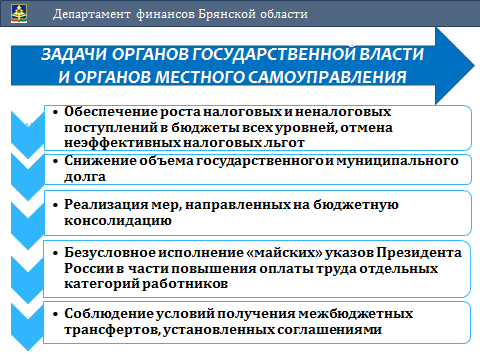 Департамент финансов Брянской области
ЗАДАЧИ ОРГАНОВ ГОСУДАРСТВЕННОЙ ВЛАСТИ
И ОРГАНОВ МЕСТНОГО САМОУПРАВЛЕНИЯ
• Обеспечение роста налоговых и неналоговых
поступлений в бюджеты всех уровней, отмена
неэффективных налоговых льгот
• Снижение объема государственного и муниципального
долга
• Реализация мер, направленных на бюджетную
консолидацию
• Безусловное исполнение «майских» указов Президента
России в части повышения оплаты труда отдельных
категорий работников
• Соблюдение условий получения межбюджетных
трансфертов, установленных соглашениями